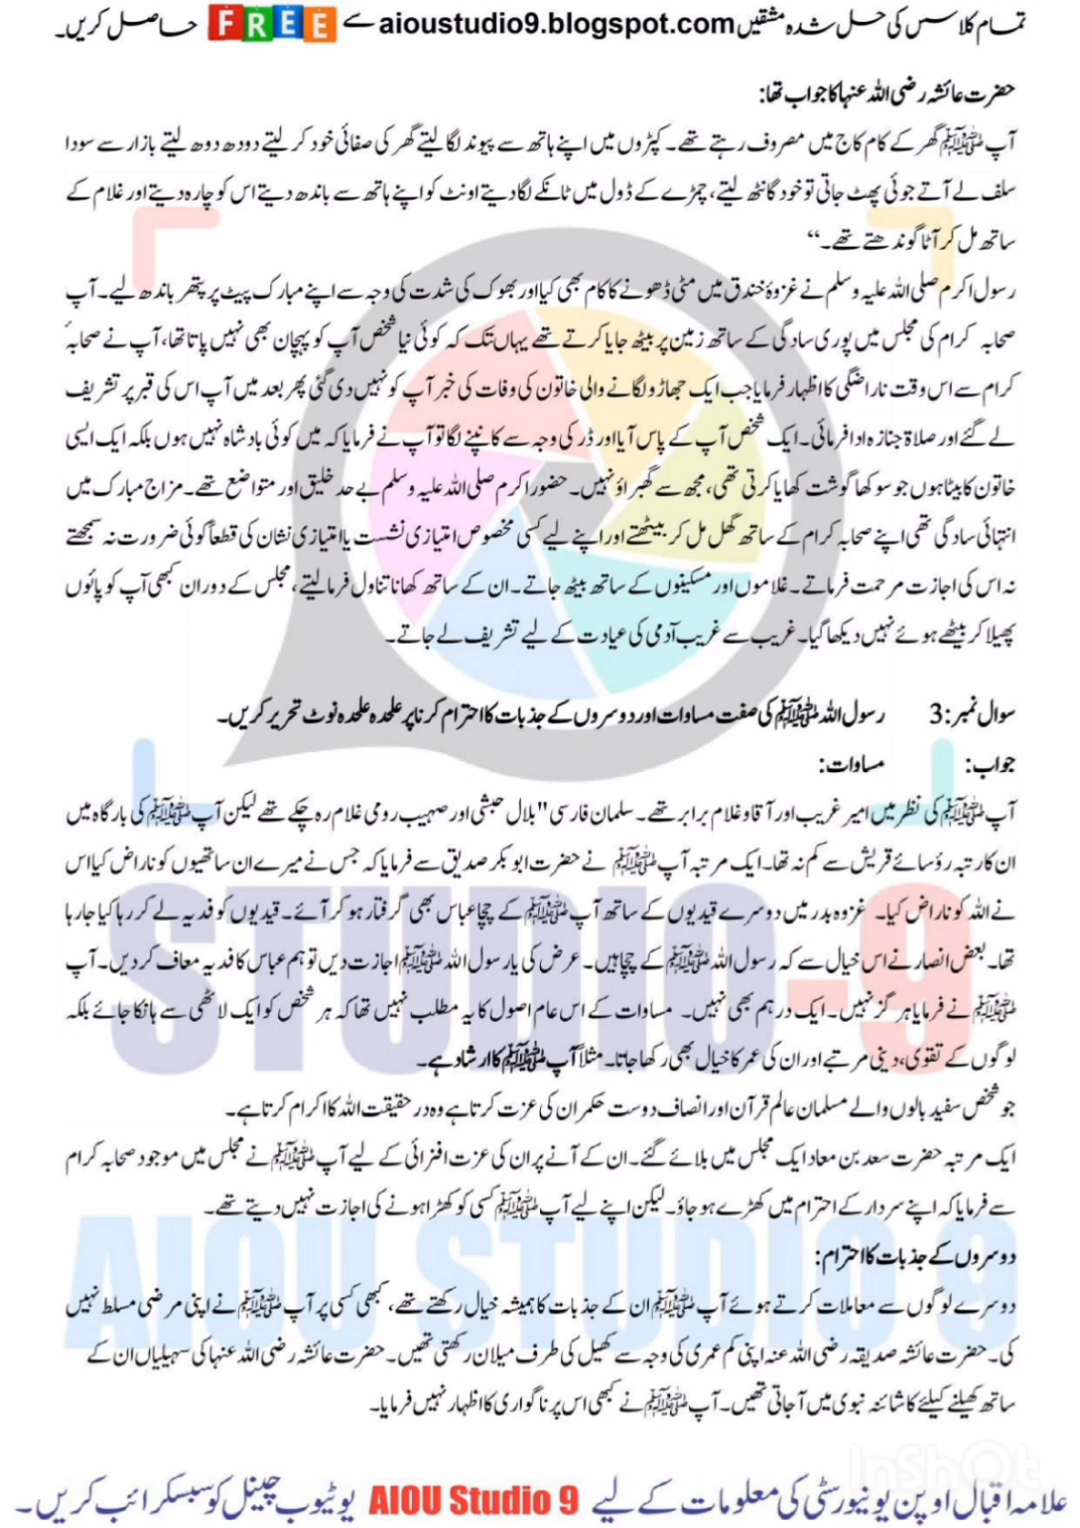 تمام کلاسس کی حل شدہ مشقیں aioustudio9.blogspot.com سے FREE حاصل کریں۔
حضرت عائشہ رضی اللہ عنہا کا جواب تھا:
آپ ﷺ گھر کے کام کاج میں مصروف رہتے تھے۔ کپڑوں میں اپنے ہاتھ سے پیوند لگا لیتے گھر کی صفائی خود کر لیتے دودھ دوھ لیتے بازار سے سودا
سلف لے آتے جوئی پھٹ جاتی تو خود گانٹھ لیتے، چمڑے کے ڈول میں ٹانکے لگا دیتے اونٹ کو اپنے ہاتھ سے باندھ دیتے اس کو چارہ دیتے اور غلام کے
ساتھ مل کر آٹا گوندھتے تھے۔“
رسول اکرم صلی اللہ علیہ وسلم نے غزوۂ خندق میں مٹی ڈھونے کا کام بھی کیا اور بھوک کی شدت کی وجہ سے اپنے مبارک پیٹ پر پتھر باندھ لیے۔ آپ
صحابہ کرام کی مجلس میں پوری سادگی کے ساتھ زمین پر بیٹھ جایا کرتے تھے یہاں تک کہ کوئی نیا شخص آپ کو پہچان بھی نہیں پاتا تھا، آپ نے صحابہٗ
کرام سے اس وقت ناراضگی کا اظہار فرمایا جب ایک جھاڑو لگانے والی خاتون کی وفات کی خبر آپ کو نہیں دی گئی پھر بعد میں آپ اس کی قبر پر تشریف
لے گئے اور صلاۃ جنازہ ادا فرمائی۔ ایک شخص آپ کے پاس آیا اور ڈر کی وجہ سے کانپنے لگا تو آپ نے فرمایا کہ میں کوئی بادشاہ نہیں ہوں بلکہ ایک ایسی
خاتون کا بیٹا ہوں جو سوکھا گوشت کھایا کرتی تھی، مجھ سے گھبراؤ نہیں۔ حضور اکرم صلی اللہ علیہ وسلم بے حد خلیق اور متواضع تھے۔ مزاج مبارک میں
انتہائی سادگی تھی اپنے صحابہ کرام کے ساتھ گھل مل کر بیٹھتے اور اپنے لیے کسی مخصوص امتیازی نشست یا امتیازی نشان کی قطعاً کوئی ضرورت نہ سمجھتے
نہ اس کی اجازت مرحمت فرماتے۔ غلاموں اور مسکینوں کے ساتھ بیٹھ جاتے۔ ان کے ساتھ کھانا تناول فرما لیتے، مجلس کے دوران کبھی آپ کو پائوں
پھیلا کر بیٹھے ہوئے نہیں دیکھا گیا۔ غریب سے غریب آدمی کی عیادت کے لیے تشریف لے جاتے۔
سوال نمبر: 3 رسول اللہ ﷺ کی صفت مساوات اور دوسروں کے جذبات کا احترام کرنا پر علحدہ علحدہ نوٹ تحریر کریں۔
جواب: مساوات:
آپ ﷺ کی نظر میں امیر غریب اور آقا و غلام برابر تھے۔ سلمان فارسی "بلال حبشی اور صہیب رومی غلام رہ چکے تھے لیکن آپ ﷺ کی بارگاہ میں
ان کا رتبہ رؤسائے قریش سے کم نہ تھا۔ ایک مرتبہ آپ ﷺ نے حضرت ابو بکر صدیق سے فرمایا کہ جس نے میرے ان ساتھیوں کو ناراض کیا اس
نے اللہ کو ناراض کیا۔ غزوہ بدر میں دوسرے قیدیوں کے ساتھ آپ ﷺ کے چچا عباس بھی گرفتار ہو کر آئے۔ قیدیوں کو فدیہ لے کر رہا کیا جا رہا
تھا۔ بعض انصار نے اس خیال سے کہ رسول اللہ ﷺ کے چچا ہیں۔ عرض کی یا رسول اللہ ﷺ اجازت دیں تو ہم عباس کا فدیہ معاف کر دیں۔ آپ
ﷺ نے فرمایا ہر گز نہیں۔ ایک درہم بھی نہیں۔ مساوات کے اس عام اصول کا یہ مطلب نہیں تھا کہ ہر شخص کو ایک لاٹھی سے ہانکا جائے بلکہ
لوگوں کے تقویٰ، دینی مرتبے اور ان کی عمر کا خیال بھی رکھا جاتا۔ مثلاً آپ ﷺ کا ارشاد ہے۔
جو شخص سفید بالوں والے مسلمان عالم قرآن اور انصاف دوست حکمران کی عزت کرتا ہے وہ در حقیقت اللہ کا اکرام کرتا ہے۔
ایک مرتبہ حضرت سعد بن معاد ایک مجلس میں بلائے گئے۔ ان کے آنے پر ان کی عزت افزائی کے لیے آپ ﷺ نے مجلس میں موجود صحابہ کرام
سے فرمایا کہ اپنے سردار کے احترام میں کھڑے ہو جاؤ۔ لیکن اپنے لیے آپ ﷺ کسی کو کھڑا ہونے کی اجازت نہیں دیتے تھے۔
دوسروں کے جذبات کا احترام:
دوسرے لوگوں سے معاملات کرتے ہوئے آپ ﷺ ان کے جذبات کا ہمیشہ خیال رکھتے تھے، کبھی کسی پر آپ ﷺ نے اپنی مرضی مسلط نہیں
کی۔ حضرت عائشہ صدیقہ رضی اللہ عنہ اپنی کم عمری کی وجہ سے کھیل کی طرف میلان رکھتی تھیں۔ حضرت عائشہ رضی اللہ عنہا کی سہیلیاں ان کے
ساتھ کھیلنے کیلئے کاشانہ نبوی میں آجاتی تھیں۔ آپ ﷺ نے کبھی اس پر ناگواری کا اظہار نہیں فرمایا۔
STUDIO-9
AIOU STUDIO 9
InShOt
علامہ اقبال اوپن یونیورسٹی کی معلومات کے لیے AIOU Studio 9 یوٹیوب چینل کو سبسکرائب کریں۔